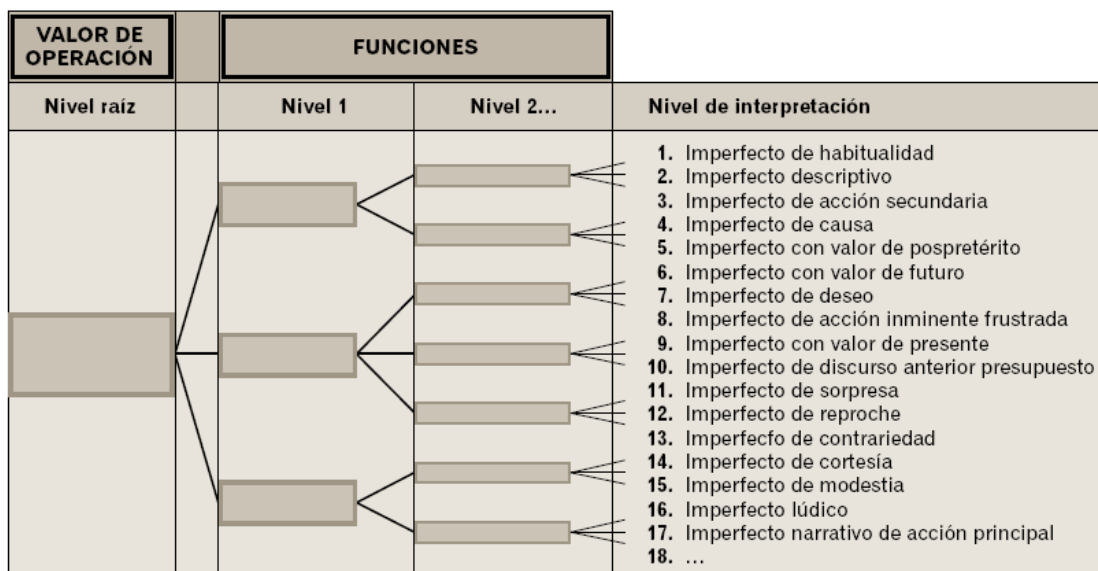 VALOR DE
OPERACIÓN
FUNCIONES
Nivel raíz
Nivel 1
Nivel 2...
Nivel de interpretación
1. Imperfecto de habitualidad
2. Imperfecto descriptivo
3. Imperfecto de acción secundaria
4. Imperfecto de causa
5. Imperfecto con valor de pospretérito
6. Imperfecto con valor de futuro
7. Imperfecto de deseo
8. Imperfecto de acción inminente frustrada
9. Imperfecto con valor de presente
10. Imperfecto de discurso anterior presupuesto
11. Imperfecto de sorpresa
12. Imperfecto de reproche
13. Imperfecfo de contrariedad
14. Imperfecto de cortesía
15. Imperfecto de modestia
16. Imperfecto lúdico
17. Imperfecto narrativo de acción principal
18. ...